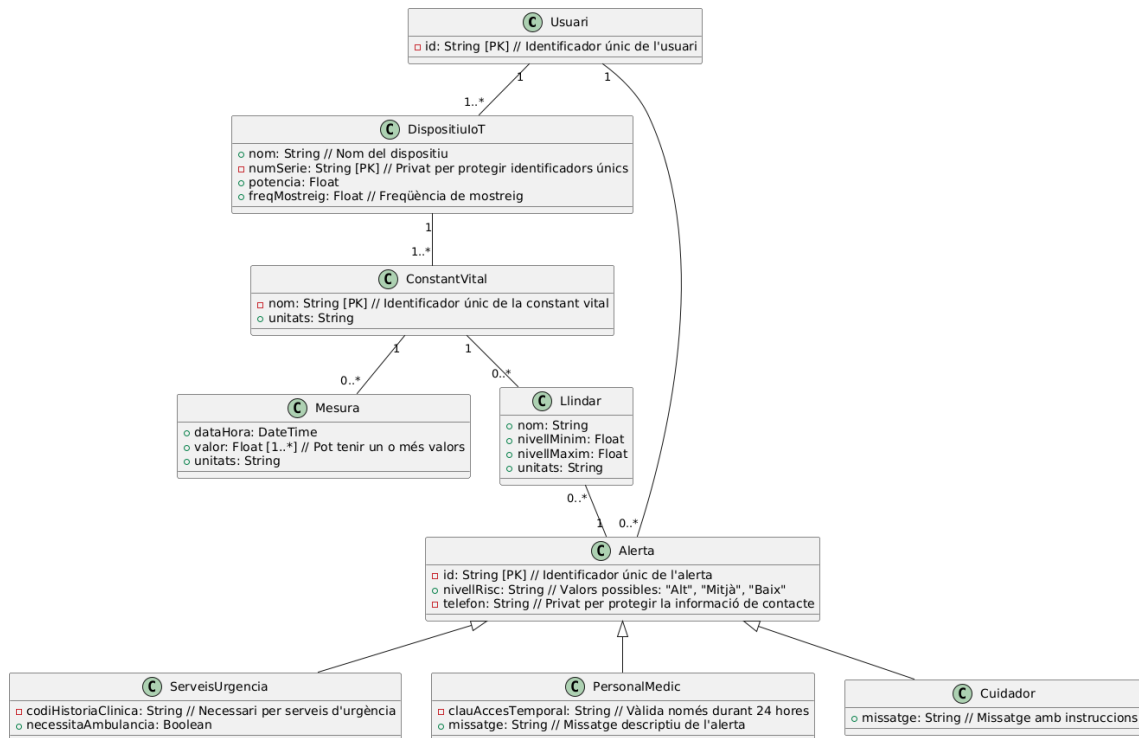 C Usuari
id: String [PK] // Identificador únic de l'usuari
1
1
1..*
C DispositiuIoT
nom: String // Nom del dispositiu
numSerie: String [PK] // Privat per protegir identificadors únics
potencia: Float
freqMostreig: Float // Freqüència de mostreig
1
1..*
C ConstantVital
nom: String [PK] // Identificador únic de la constant vital
unitats: String
1
1
0..*
0..*
C Mesura
dataHora: DateTime
valor: Float [1..*] // Pot tenir un o més valors
unitats: String
C Llindar
nom: String
nivellMinim: Float
nivellMaxim: Float
unitats: String
0..*
1
0..*
C Alerta
id: String [PK] // Identificador únic de l'alerta
nivellRisc: String // Valors possibles: "Alt", "Mitjà", "Baix"
telefon: String // Privat per protegir la informació de contacte
C ServeisUrgencia
codiHistoriaClinica: String // Necessari per serveis d'urgència
necessitaAmbulancia: Boolean
C PersonalMedic
clauAccesTemporal: String // Vàlida només durant 24 hores
missatge: String // Missatge descriptiu de l'alerta
C Cuidador
missatge: String // Missatge amb instruccions